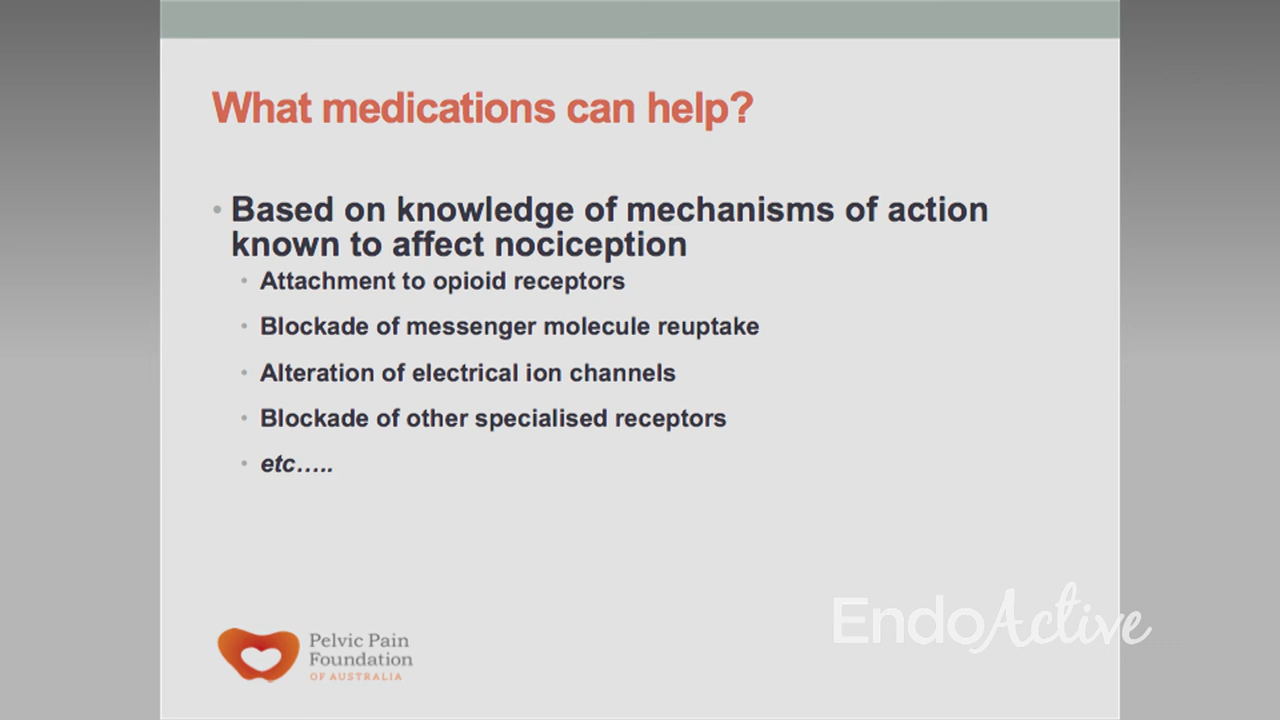 What medications can help?
• Based on knowledge of mechanisms of action
known to affect nociception
• Attachment to opioid receptors
• Blockade of messenger molecule reuptake
• Alteration of electrical ion channels
• Blockade of other specialised receptors
• etc…..
EndoActive
Pelvic Pain
Foundation
OF AUSTRALIA